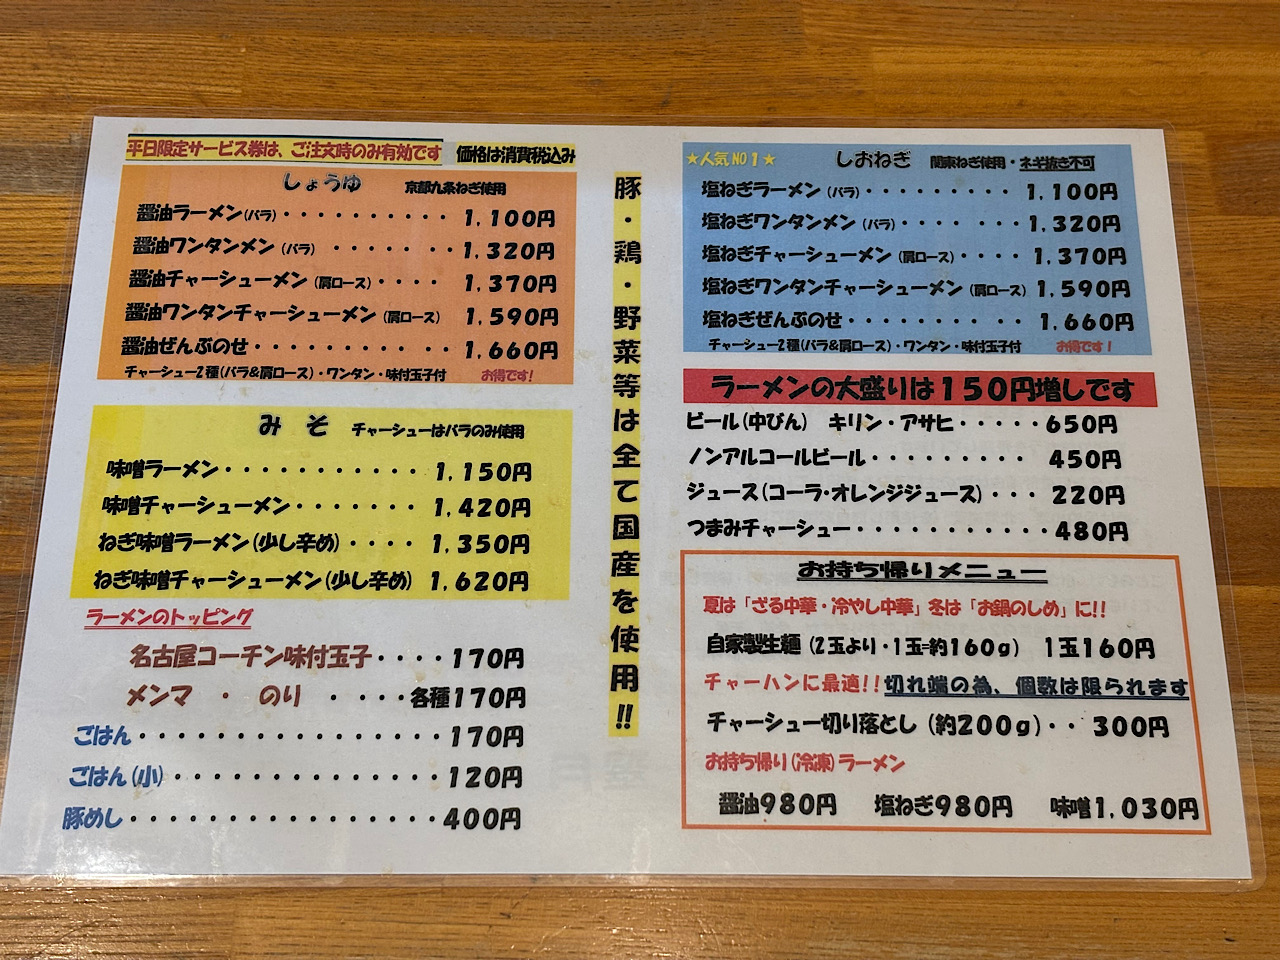 平日限定サービス券は、ご注文時のみ有効です 価格は消費税込み
しょうゆ 京都九条ねぎ使用
醤油ラーメン(バラ)・・・・・・・・・・1,100円
醤油ワンタンメン(バラ)・・・・・・・1,320円
醤油チャーシューメン(肩ロース)・・・・1,370円
醤油ワンタンチャーシューメン(肩ロース) 1,590円
醤油ぜんぶのせ・・・・・・・・・・・1,660円
チャーシュー2種(バラ&肩ロース)・ワンタン・味付玉子付 お得です!
みそ チャーシューはバラのみ使用
味噌ラーメン・・・・・・・・・・・1,150円
味噌チャーシューメン・・・・・・・1,420円
ねぎ味噌ラーメン(少し辛め)・・・・1,350円
ねぎ味噌チャーシューメン(少し辛め) 1,620円
ラーメンのトッピング
名古屋コーチン味付玉子・・・・170円
メンマ ・ のり ・・・・各種170円
ごはん・・・・・・・・・・・・・・・・170円
ごはん(小)・・・・・・・・・・・・・・120円
豚めし・・・・・・・・・・・・・・・・400円
豚・鶏・野菜等は全て国産を使用!!
★人気NO1★ しおねぎ 関東ねぎ使用・ネギ抜き不可
塩ねぎラーメン(バラ)・・・・・・・・・1,100円
塩ねぎワンタンメン(バラ)・・・・・・・1,320円
塩ねぎチャーシューメン(肩ロース)・・・・1,370円
塩ねぎワンタンチャーシューメン(肩ロース) 1,590円
塩ねぎぜんぶのせ・・・・・・・・・・1,660円
チャーシュー2種(バラ&肩ロース)・ワンタン・味付玉子付 お得です!
ラーメンの大盛りは150円増しです
ビール(中びん) キリン・アサヒ・・・・・650円
ノンアルコールビール・・・・・・・・・450円
ジュース(コーラ・オレンジジュース)・・・220円
つまみチャーシュー・・・・・・・・・・・480円
お持ち帰りメニュー
夏は「ざる中華・冷やし中華」冬は「お鍋のしめ」に!!
自家製生麺(2玉より・1玉=約160g) 1玉160円
チャーハンに最適!!切れ端の為、個数は限られます
チャーシュー切り落とし(約200g)・・300円
お持ち帰り(冷凍)ラーメン
醤油980円 塩ねぎ980円 味噌1,030円